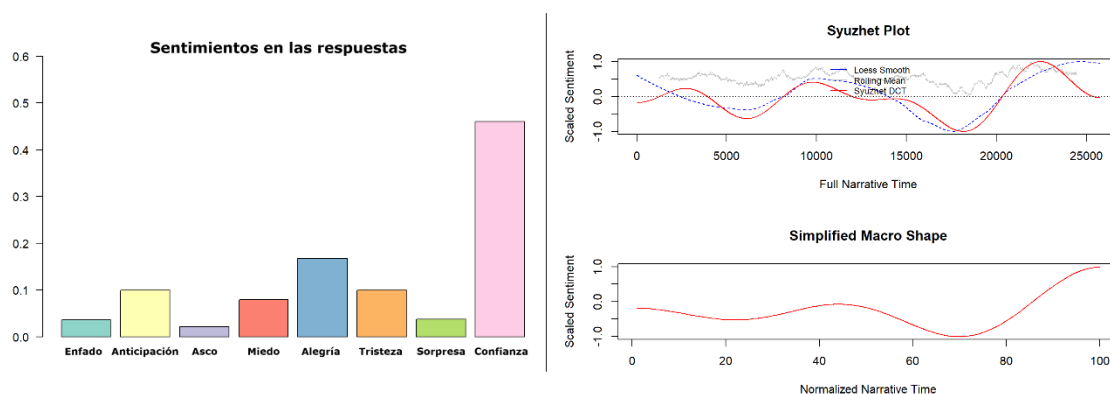 Sentimientos en las respuestas
0.6
0.5
0.4
0.3
0.2
0.1
0.0
Enfado Anticipación Asco Miedo Alegría Tristeza Sorpresa Confianza
Syuzhet Plot
Scaled Sentiment
1.0
0.0
-1.0
Loess Smooth
Rolling Mean
Syuzhet DCT
0 5000 10000 15000 20000 25000
Full Narrative Time
Simplified Macro Shape
Scaled Sentiment
1.0
0.0
-1.0
0 20 40 60 80 100
Normalized Narrative Time